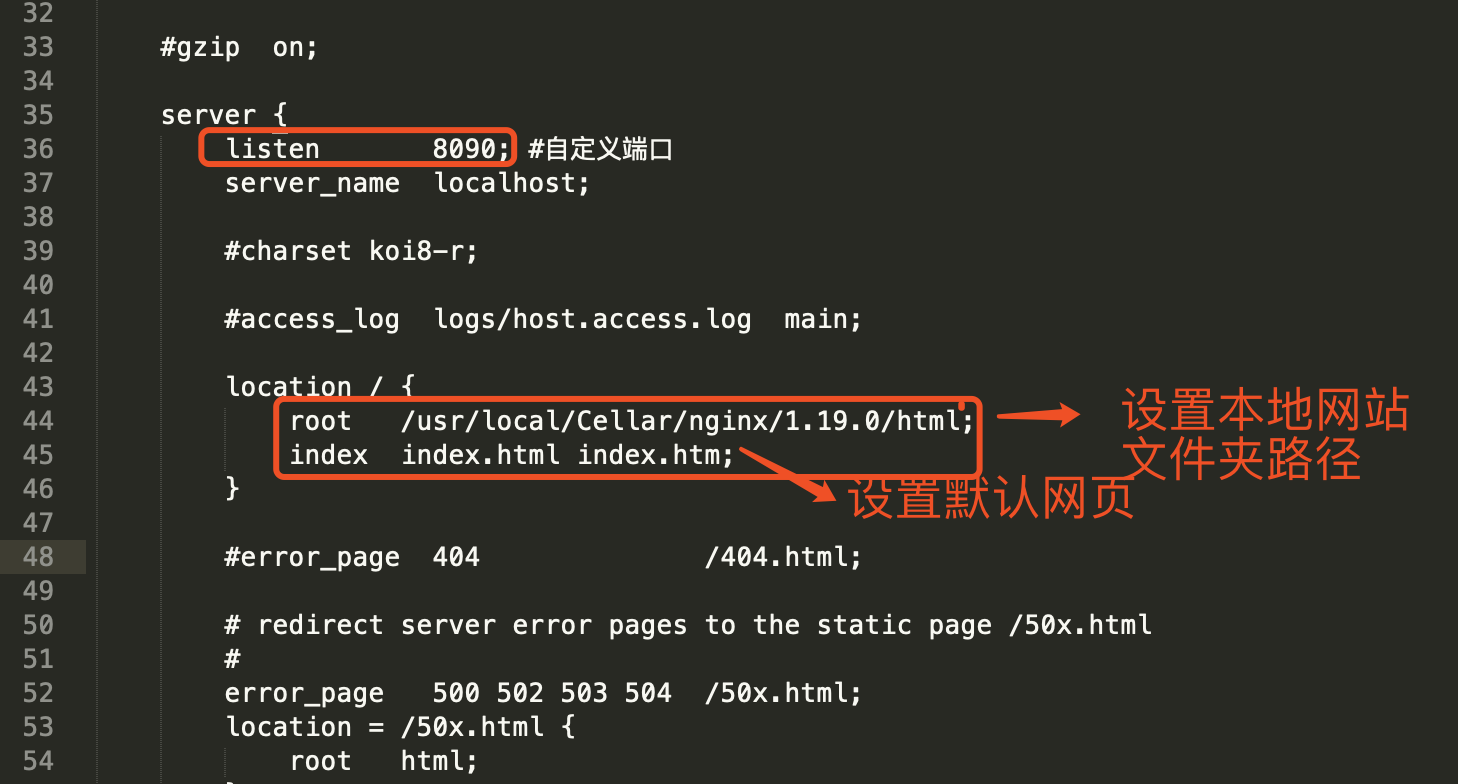 32
33 #gzip  on;
34
35 server {
36 listen       8090; #自定义端口
37 server_name  localhost;
38
39 #charset koi8-r;
40
41 #access_log  logs/host.access.log  main;
42
43 location / {
44 root   /usr/local/Cellar/nginx/1.19.0/html;
设置本地网站
文件夹路径
45 index  index.html index.htm;
设置默认网页
46 }
47
48 #error_page  404              /404.html;
49
50 # redirect server error pages to the static page /50x.html
51 #
52 error_page   500 502 503 504  /50x.html;
53 location = /50x.html {
54 root   html;